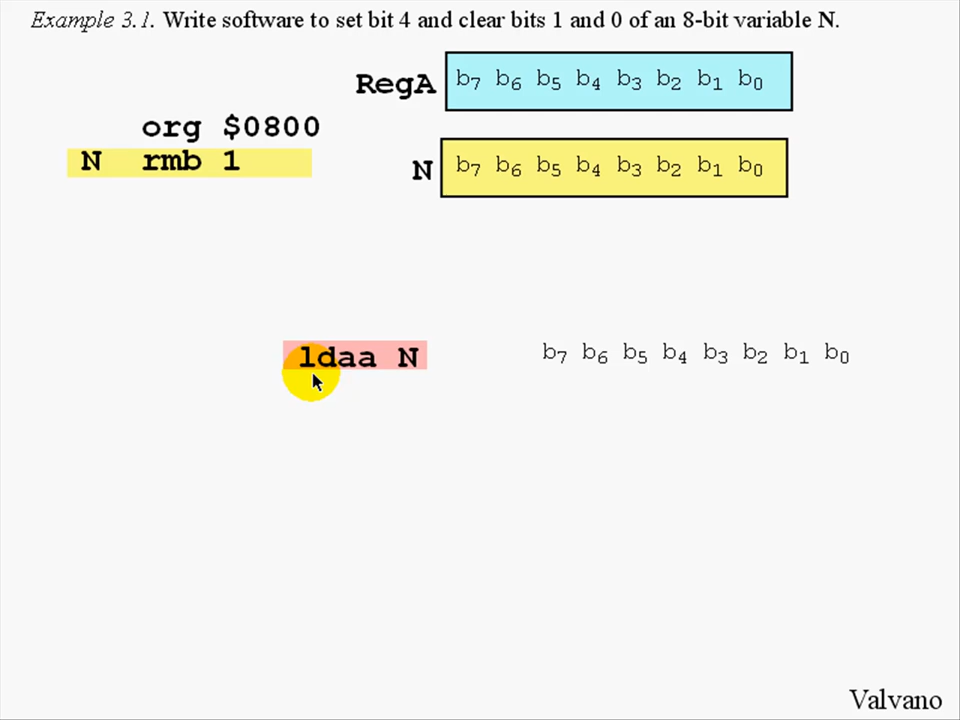 Example 3.1. Write software to set bit 4 and clear bits 1 and 0 of an 8-bit variable N.
RegA b7 b6 b5 b4 b3 b2 b1 b0
org $0800
N rmb 1
N b7 b6 b5 b4 b3 b2 b1 b0
ldaa N b7 b6 b5 b4 b3 b2 b1 b0
Valvano